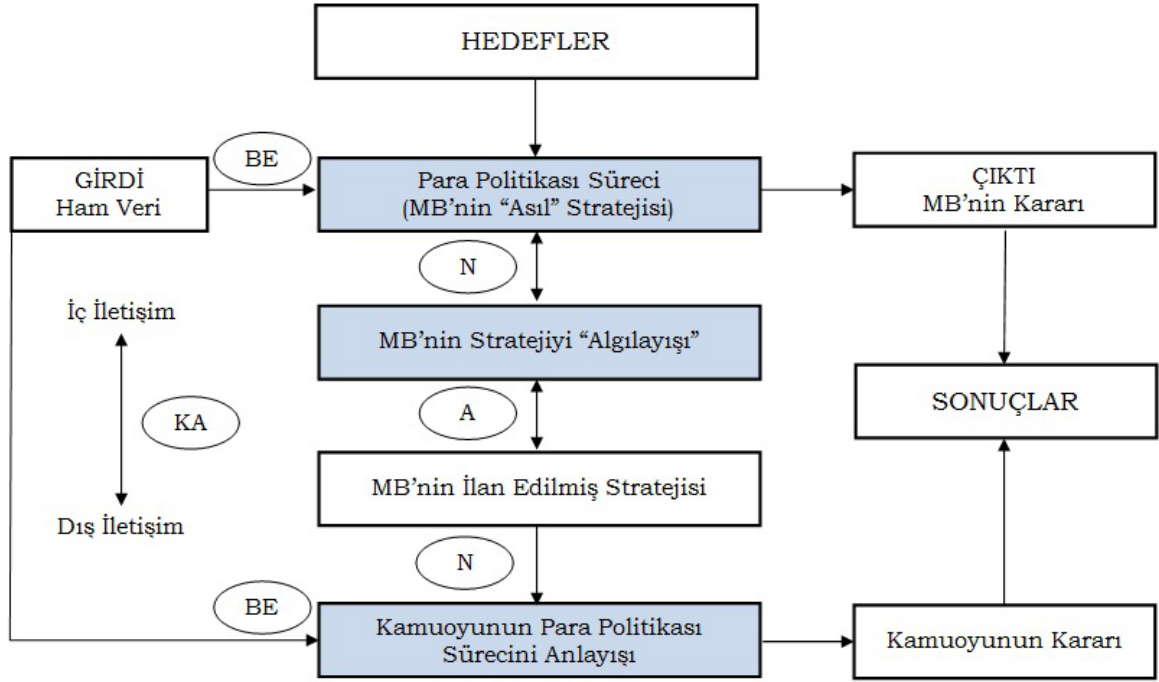 HEDEFLER
BE
GİRDİ
Ham Veri
Para Politikası Süreci
(MB’nin “Asıl” Stratejisi)
ÇIKTI
MB’nin Kararı
N
İç İletişim
MB’nin Stratejiyi “Algılayışı”
KA
A
SONUÇLAR
MB’nin İlan Edilmiş Stratejisi
Dış İletişim
N
BE
Kamuoyunun Para Politikası
Sürecini Anlayışı
Kamuoyunun Kararı